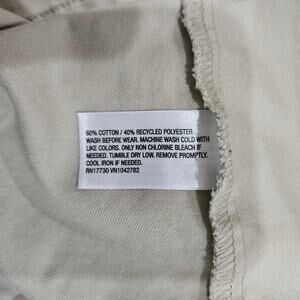 60% COTTON / 40% RECYCLED POLYESTER
WASH BEFORE WEAR. MACHINE WASH COLD WITH
LIKE COLORS. ONLY NON CHLORINE BLEACH IF
NEEDED. TUMBLE DRY LOW. REMOVE PROMPTLY.
COOL IRON IF NEEDED.
RN17730 VN1042782